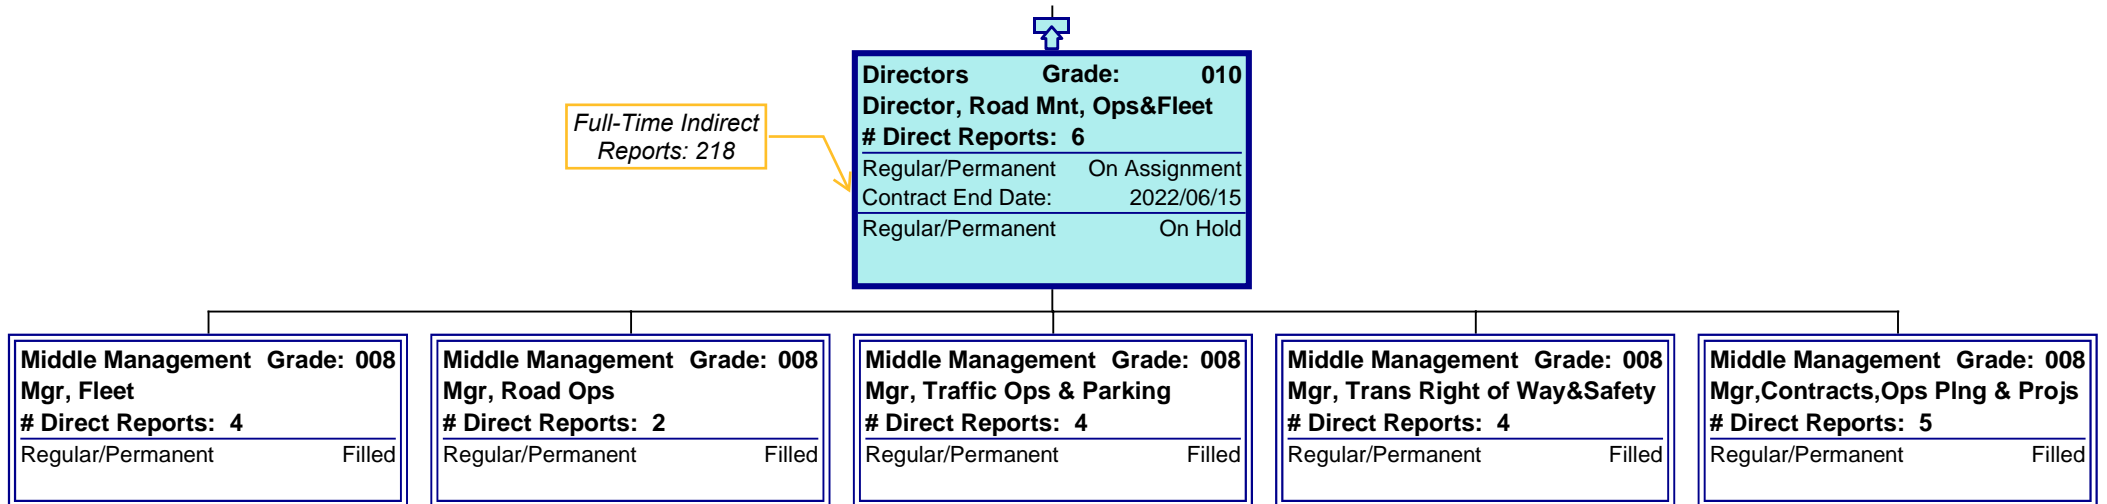 Directors Grade: 010
Director, Road Mnt, Ops&Fleet
# Direct Reports: 6
Regular/Permanent On Assignment
Contract End Date: 2022/06/15
Regular/Permanent On Hold
Full-Time Indirect
Reports: 218
Middle Management Grade: 008
Mgr, Fleet
# Direct Reports: 4
Regular/Permanent Filled
Middle Management Grade: 008
Mgr, Road Ops
# Direct Reports: 2
Regular/Permanent Filled
Middle Management Grade: 008
Mgr, Traffic Ops & Parking
# Direct Reports: 4
Regular/Permanent Filled
Middle Management Grade: 008
Mgr, Trans Right of Way&Safety
# Direct Reports: 4
Regular/Permanent Filled
Middle Management Grade: 008
Mgr,Contracts,Ops Plng & Projs
# Direct Reports: 5
Regular/Permanent Filled